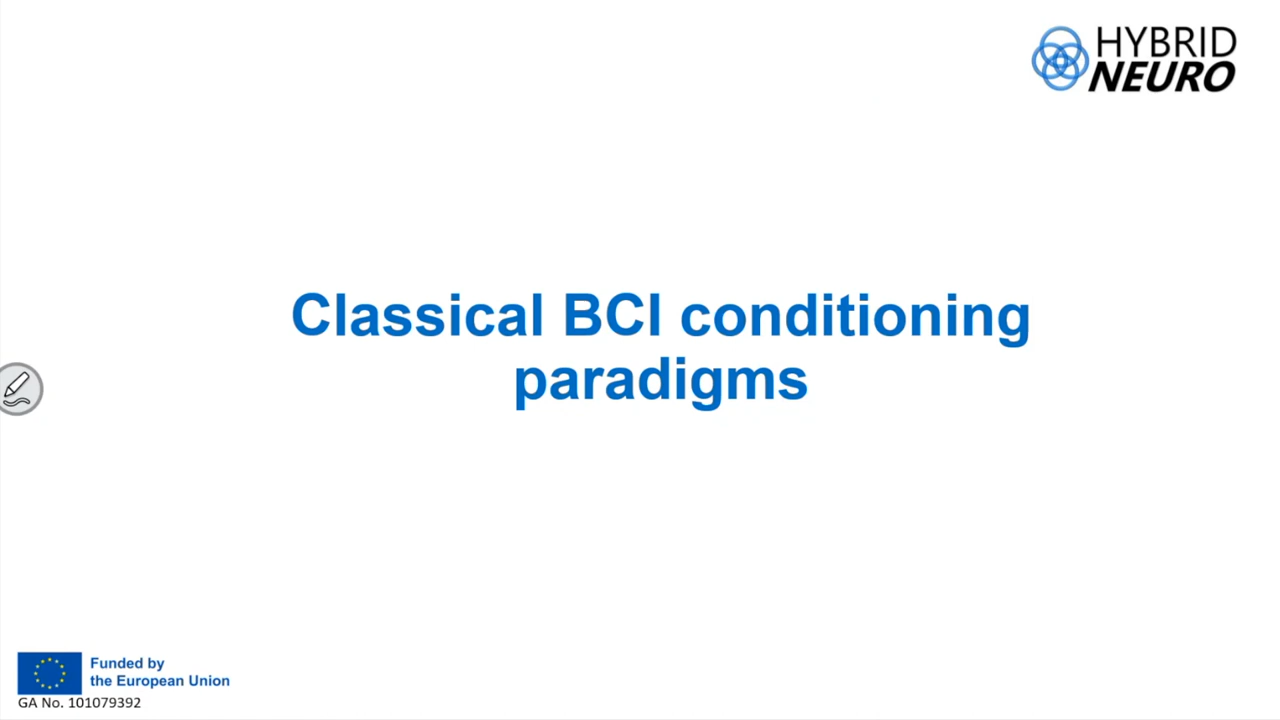 HYBRID
NEURO
Classical BCI conditioning
paradigms
Funded by
the European Union
GA No. 101079392